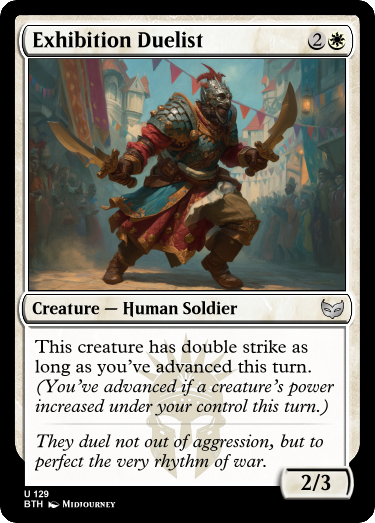 Exhibition Duelist 2
Creature — Human Soldier
This creature has double strike as
long as you've advanced this turn.
(You've advanced if a creature's power
increased under your control this turn.)
They duel not out of aggression, but to
perfect the very rhythm of war.
2/3
U 129
BTH Midjourney